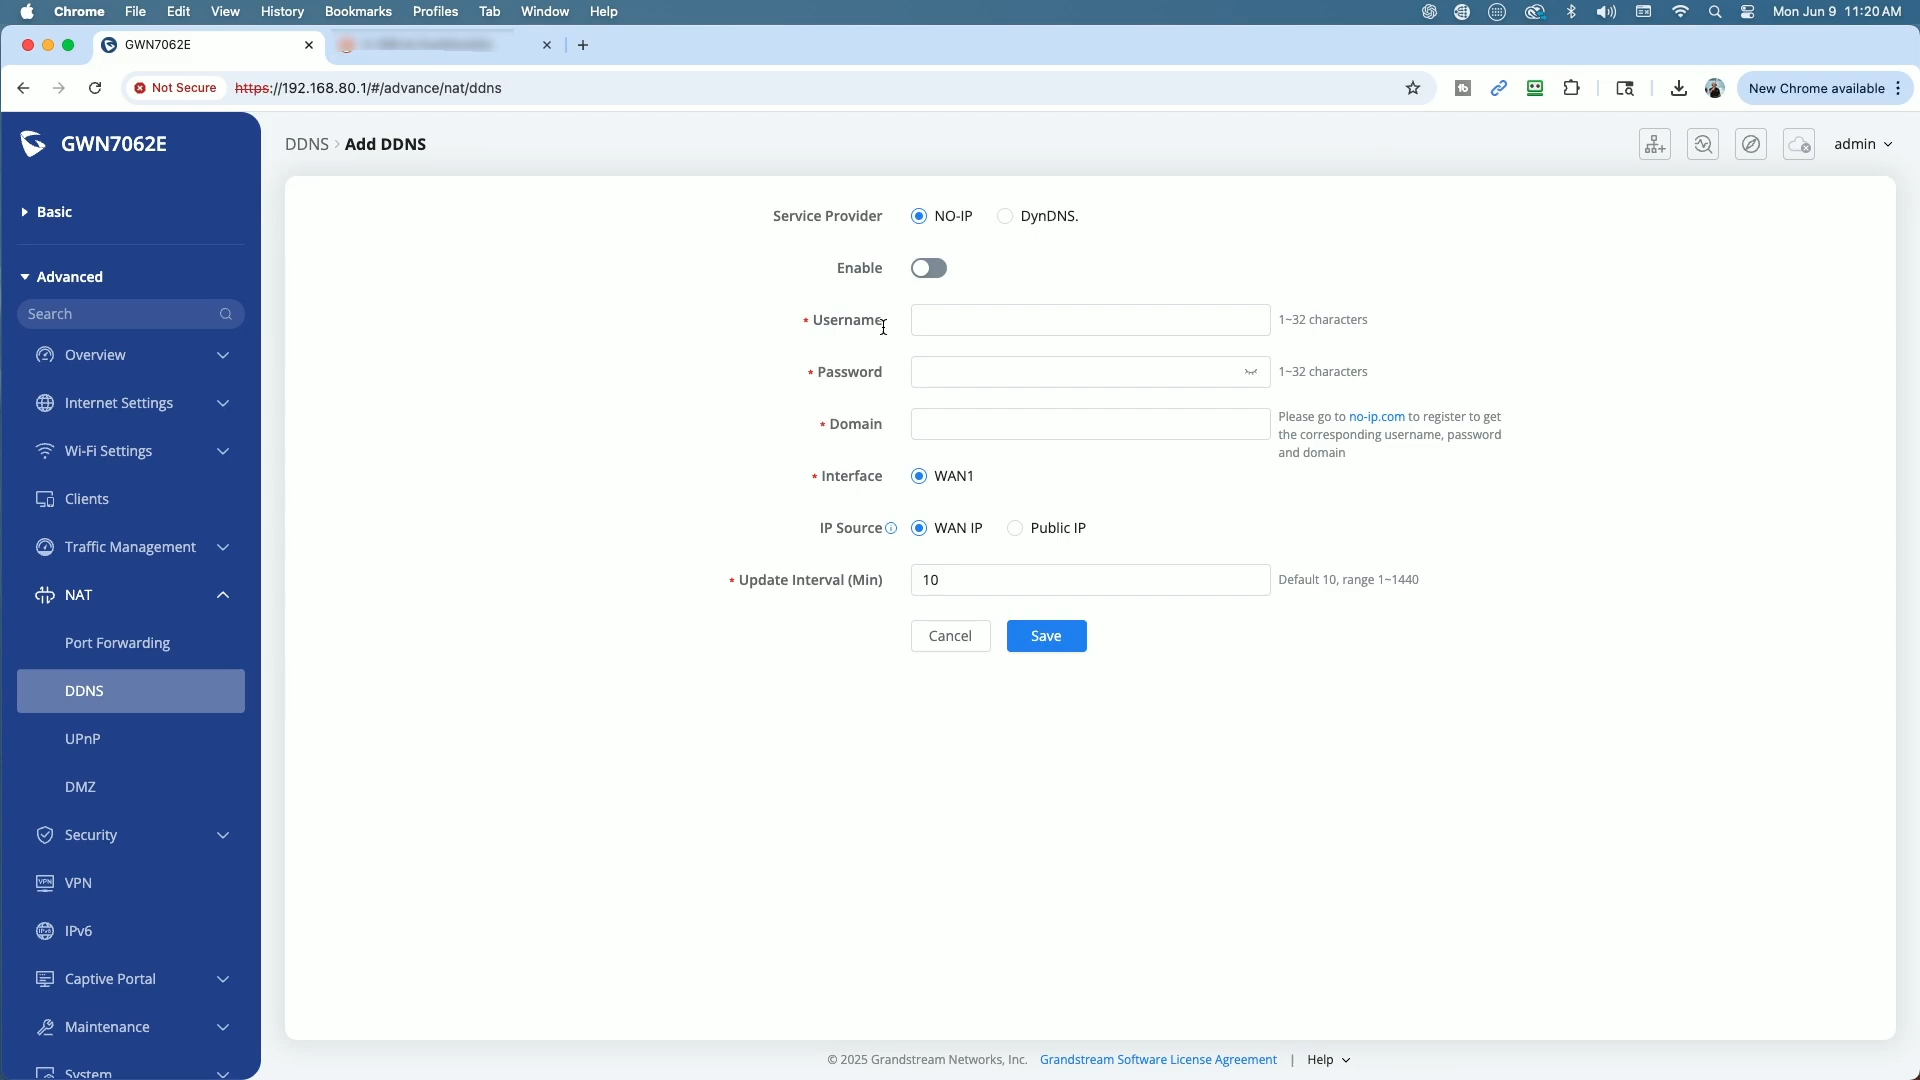 Chrome File Edit View History Bookmarks Profiles Tab Window Help
Mon Jun 9 11:20 AM
GWN7062E
Not Secure https://192.168.80.1/#/advance/nat/ddns
New Chrome available
GWN7062E
DDNS › Add DDNS
admin
Basic
Advanced
Search
Overview
Internet Settings
Wi-Fi Settings
Clients
Traffic Management
NAT
Port Forwarding
DDNS
UPnP
DMZ
Security
VPN
IPv6
Captive Portal
Maintenance
System
Service Provider NO-IP DynDNS.
Enable
* Username 1~32 characters
* Password 1~32 characters
* Domain
Please go to no-ip.com to register to get
the corresponding username, password
and domain
* Interface WAN1
IP Source WAN IP Public IP
* Update Interval (Min) 10 Default 10, range 1~1440
Cancel Save
© 2025 Grandstream Networks, Inc. Grandstream Software License Agreement | Help